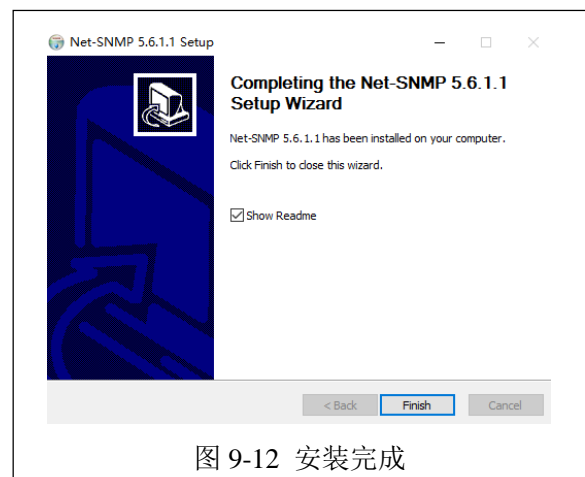 Net-SNMP 5.6.1.1 Setup
Completing the Net-SNMP 5.6.1.1
Setup Wizard
Net-SNMP 5.6.1.1 has been installed on your computer.
Click Finish to close this wizard.
Show Readme
< Back
Finish
Cancel
图 9-12 安装完成